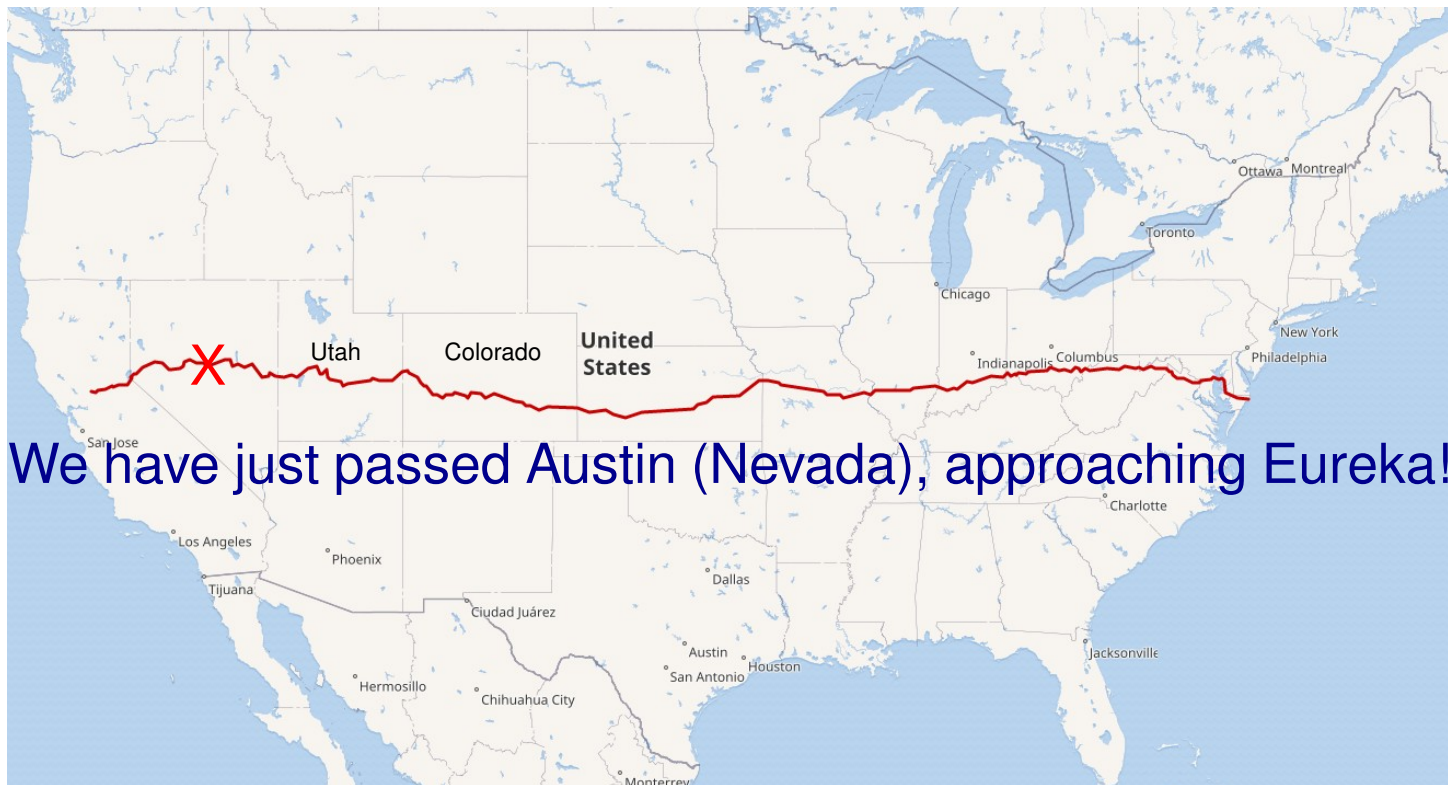 Ottawa
Montreal
Toronto
Chicago
New York
United
States
Utah
Colorado
Indianapolis
Columbus
Philadelphia
X
San Jose
We have just passed Austin (Nevada), approaching Eureka!
Charlotte
Los Angeles
Phoenix
Dallas
Tijuana
Ciudad Juárez
Austin
Houston
Jacksonville
San Antonio
Hermosillo
Chihuahua City
Monterrey